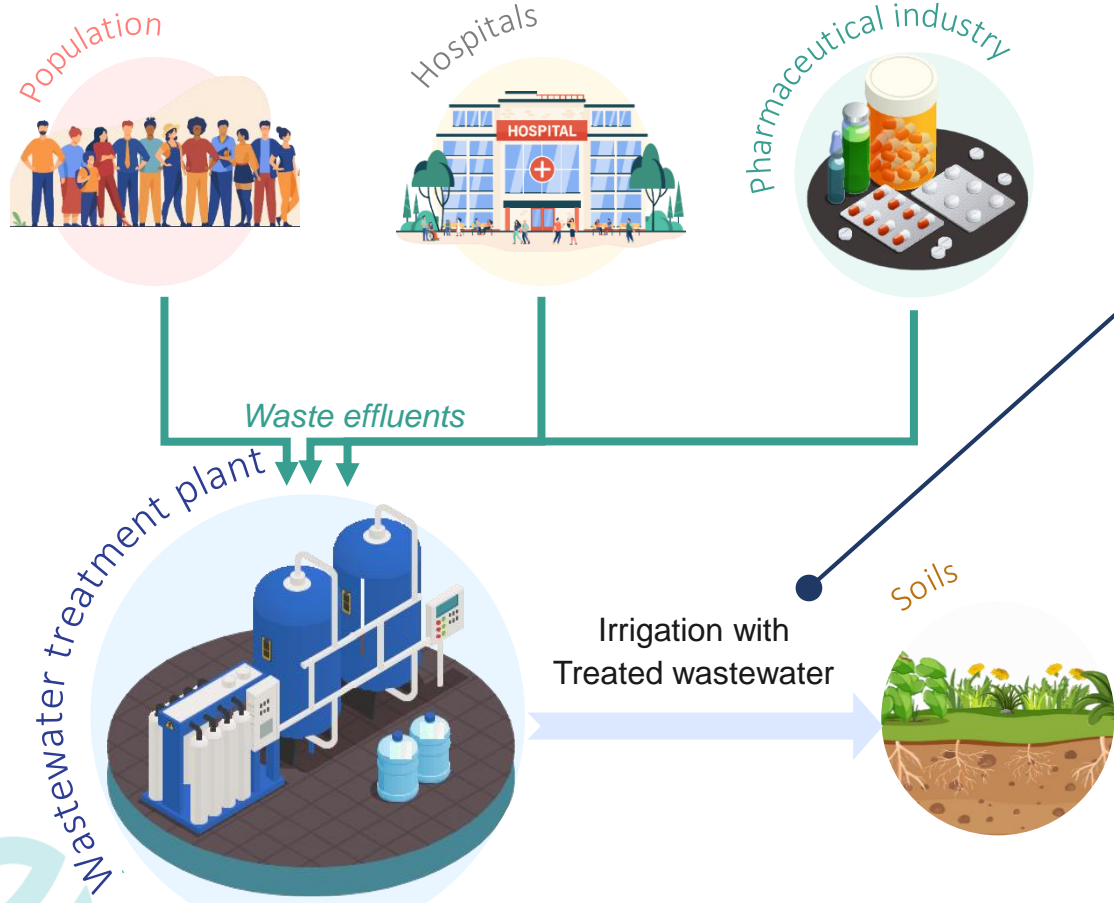 Population
Hospitals
Pharmaceutical industry
HOSPITAL
Waste effluents
Wastewater treatment plant
Irrigation with
Treated wastewater
Soils